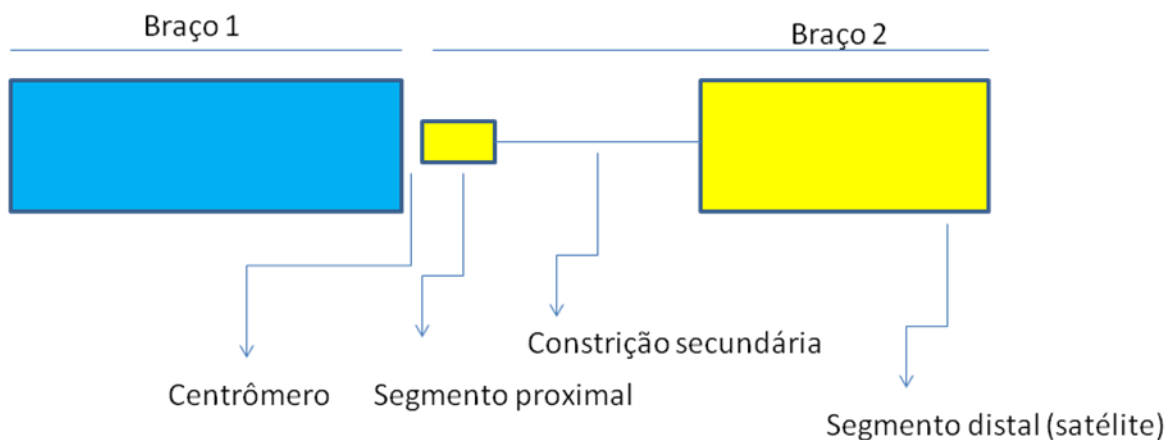 Braço 1
Braço 2
Constrição secundária
Centrômero
Segmento proximal
Segmento distal (satélite)